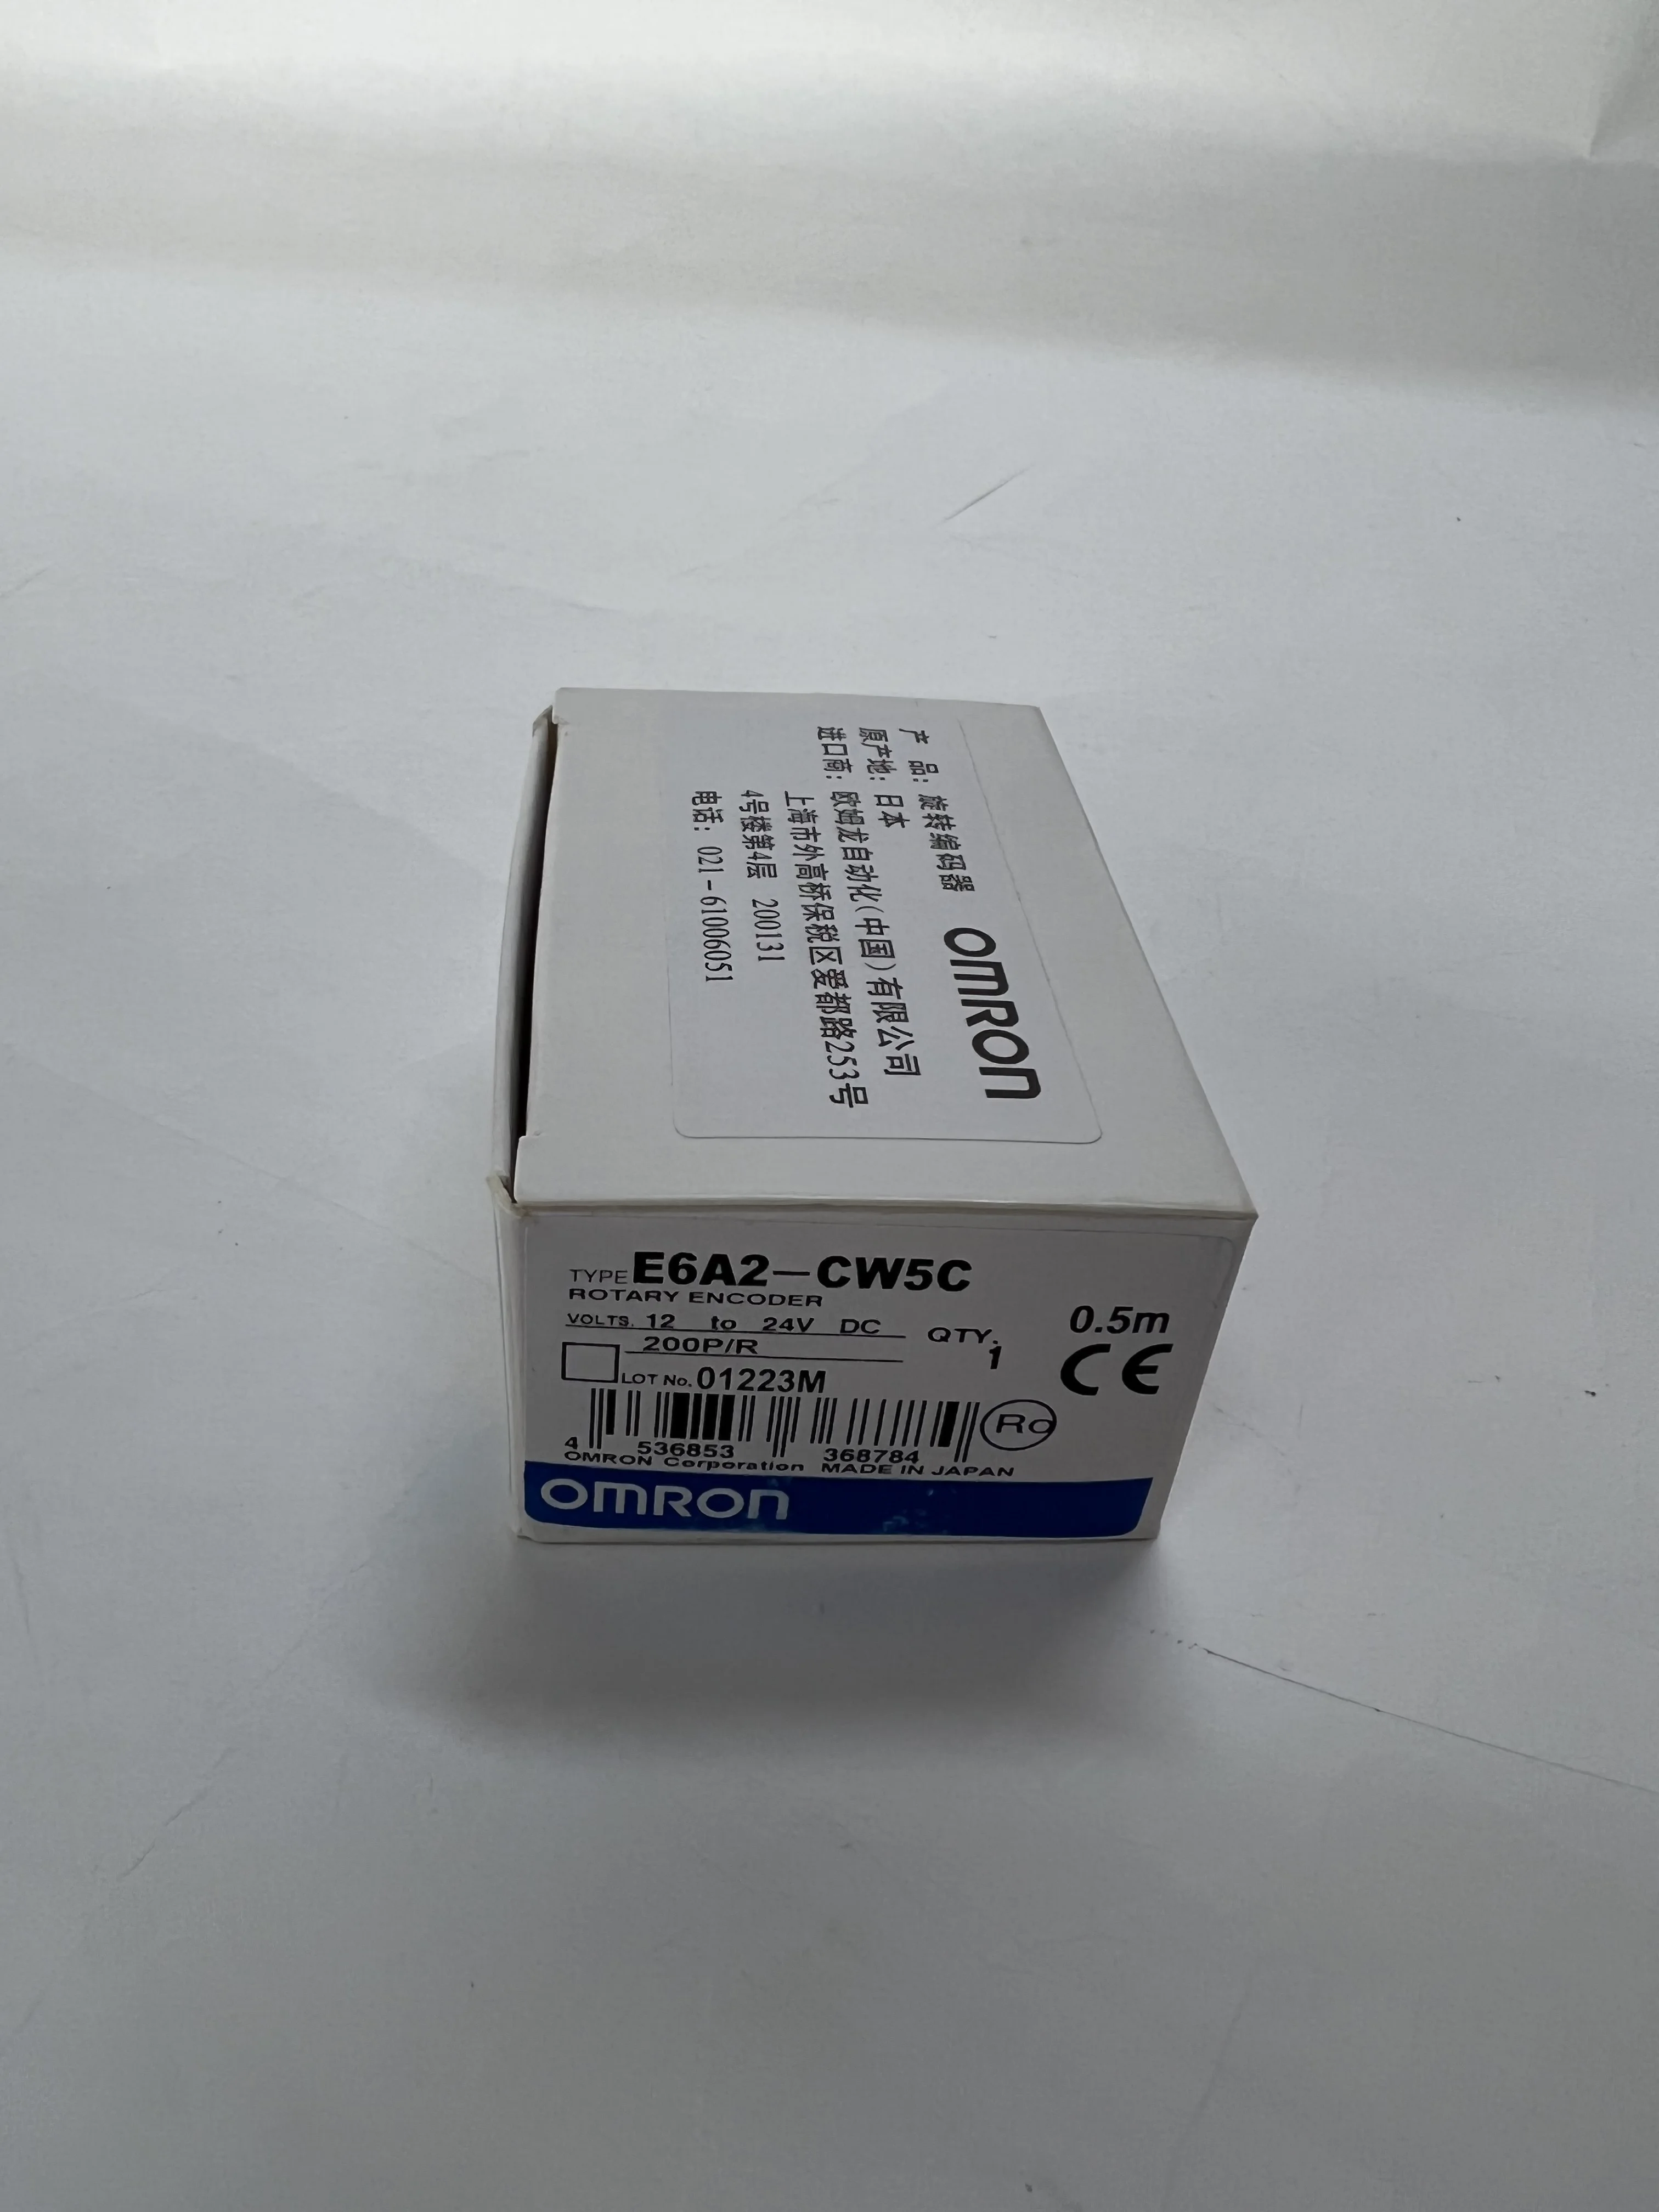 产 品: 旋转编码器 OMRON
原产地: 日本
进口商: 欧姆龙自动化(中国)有限公司
上海市外高桥保税区爱都路253号
4号楼第4层 200131
电话: 021-61006051
TYPE E6A2-CW5C
ROTARY ENCODER
VOLTS. 12 to 24V DC QTY. 1 0.5m
200P/R CE
LOT No. 01223M
Ro
4 536853 368784
OMRON Corporation MADE IN JAPAN
OMRON